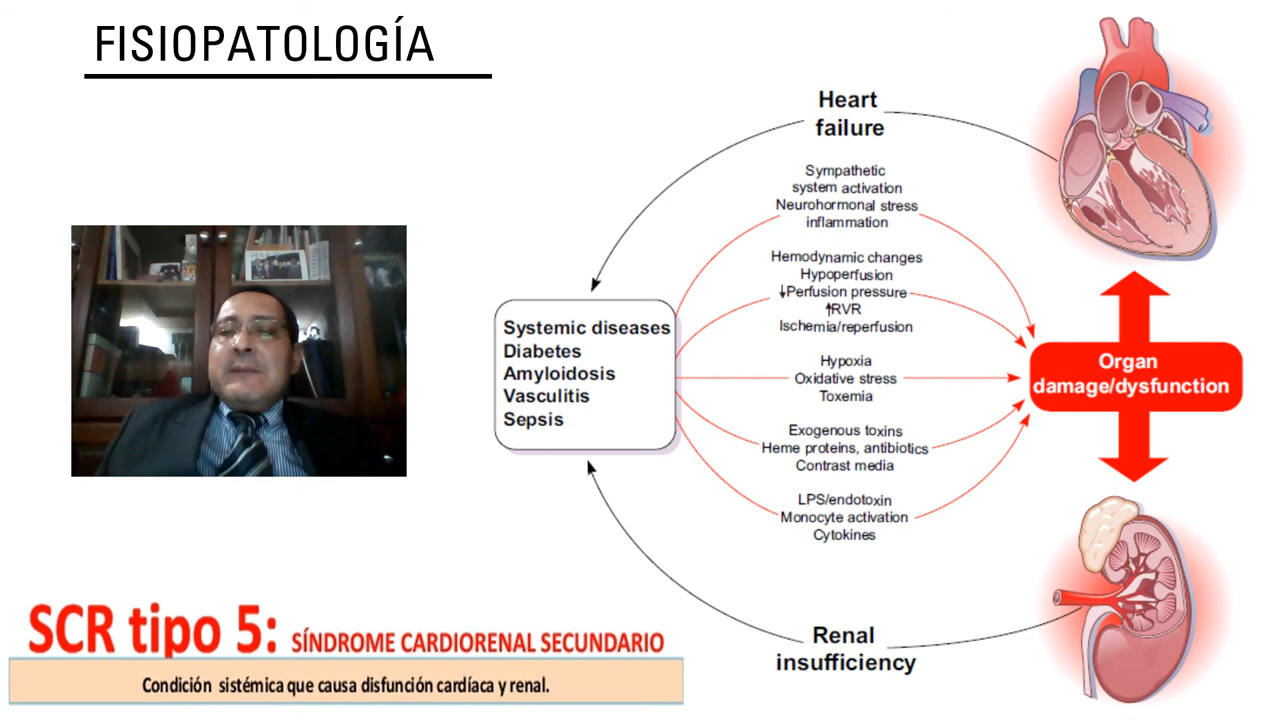 FISIOPATOLOGÍA
Heart
failure
Sympathetic
system activation
Neurohormonal stress
inflammation
Hemodynamic changes
Hypoperfusion
↓Perfusion pressure
↑RVR
Ischemia/reperfusion
Systemic diseases
Diabetes
Amyloidosis
Vasculitis
Sepsis
Hypoxia
Oxidative stress
Toxemia
Organ
damage/dysfunction
Exogenous toxins
Heme proteins, antibiotics
Contrast media
LPS/endotoxin
Monocyte activation
Cytokines
Renal
insufficiency
SCR tipo 5: SÍNDROME CARDIORENAL SECUNDARIO
Condición sistémica que causa disfunción cardíaca y renal.